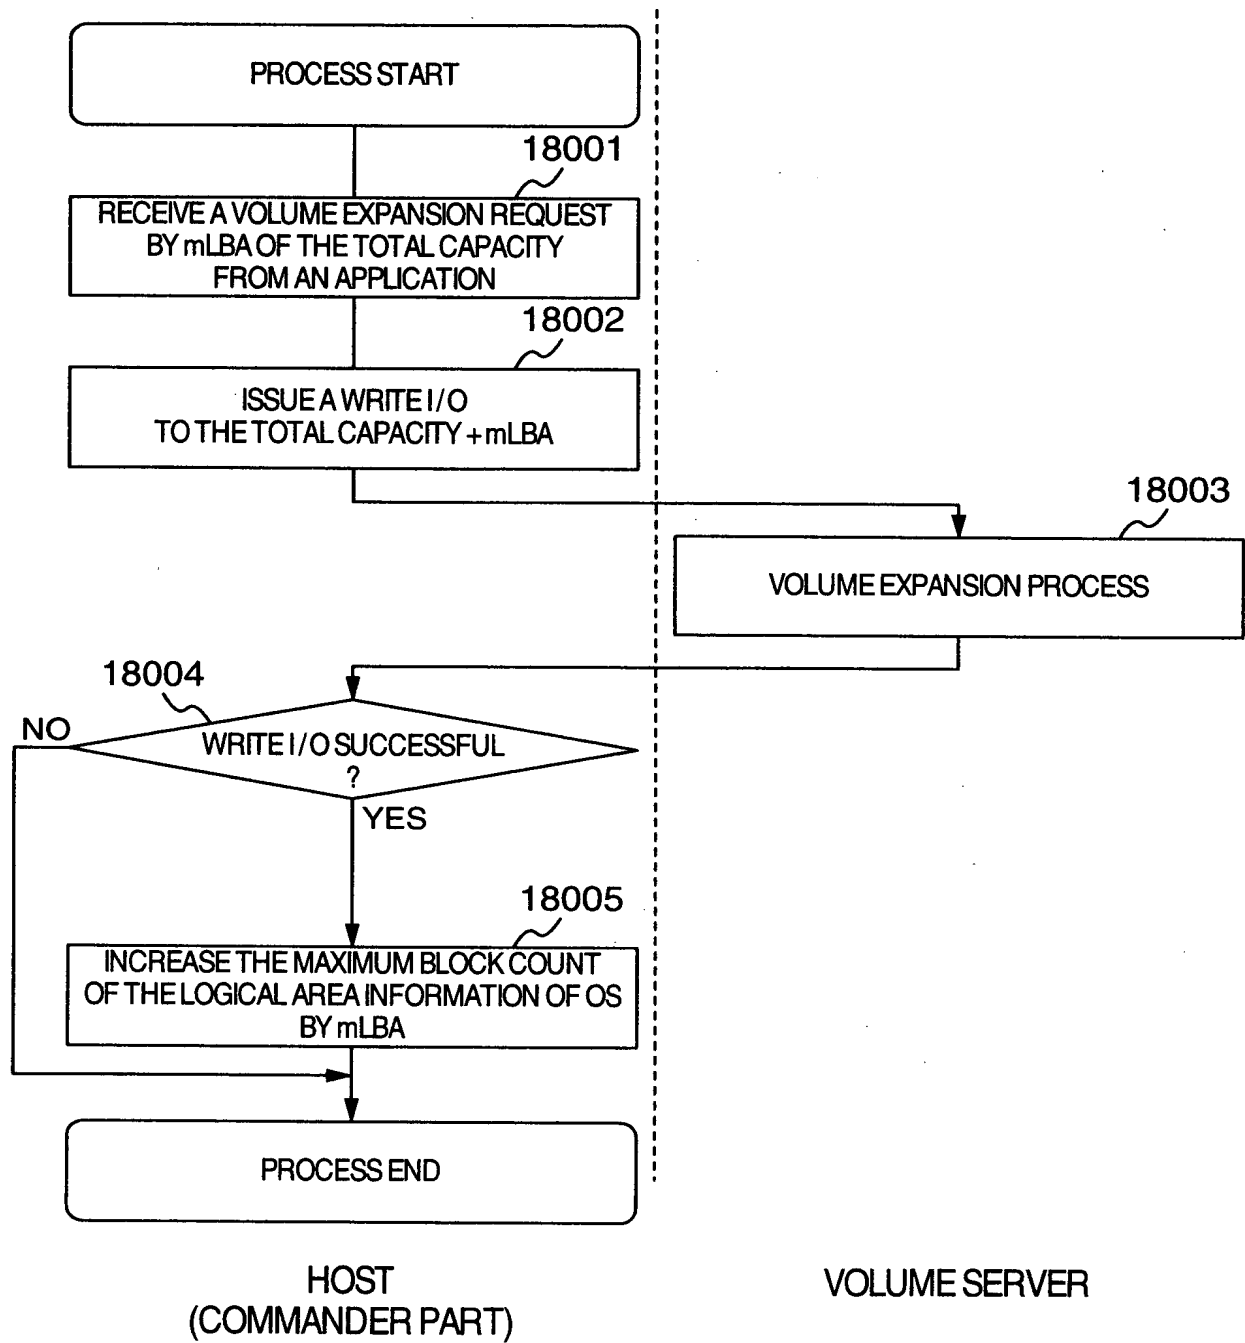 PROCESS START
18001
RECEIVE A VOLUME EXPANSION REQUEST
BY mLBA OF THE TOTAL CAPACITY
FROM AN APPLICATION
18002
ISSUE A WRITE I/O
TO THE TOTAL CAPACITY + mLBA
18003
VOLUME EXPANSION PROCESS
18004
NO
WRITE I/O SUCCESSFUL
?
YES
18005
INCREASE THE MAXIMUM BLOCK COUNT
OF THE LOGICAL AREA INFORMATION OF OS
BY mLBA
PROCESS END
HOST
(COMMANDER PART)
VOLUME SERVER